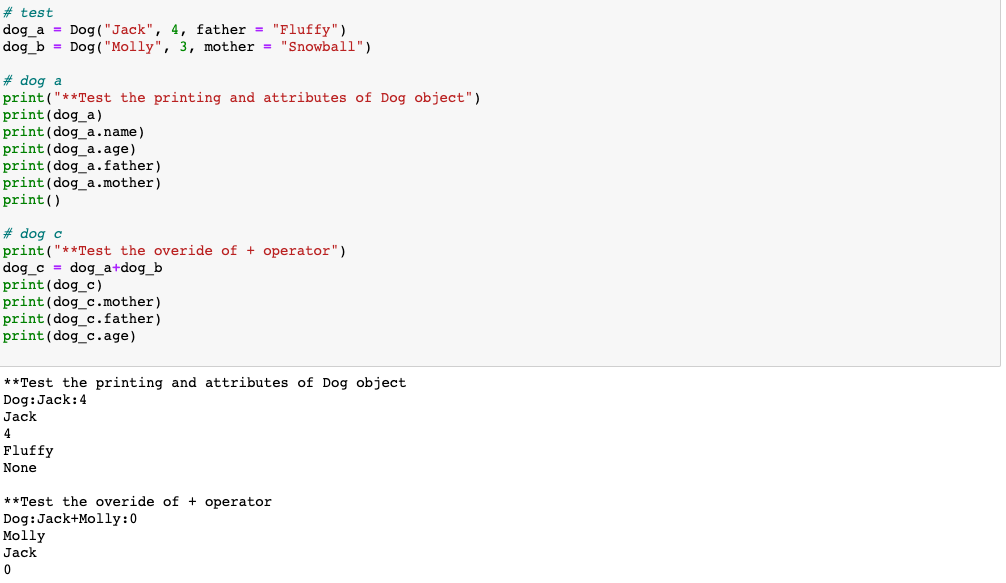 # test
dog_a = Dog("Jack", 4, father = "Fluffy")
dog_b = Dog("Molly", 3, mother = "Snowball")
# dog a
print("**Test the printing and attributes of Dog object")
print(dog_a)
print(dog_a.name)
print(dog_a.age)
print(dog_a.father)
print(dog_a.mother)
print()
# dog c
print("**Test the overide of + operator")
dog_c = dog_a+dog_b
print(dog_c)
print(dog_c.mother)
print(dog_c.father)
print(dog_c.age)
**Test the printing and attributes of Dog object
Dog:Jack:4
Jack
4
Fluffy
None
**Test the overide of + operator
Dog:Jack+Molly:0
Molly
Jack
0